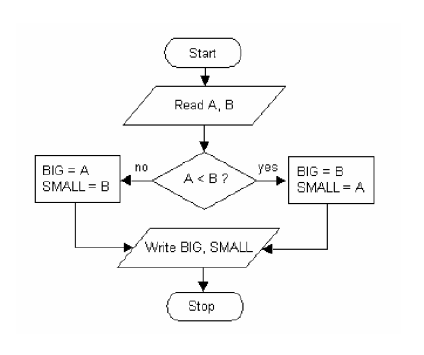 Start
Read A, B
no
A < B ?
yes
BIG = A
SMALL = B
BIG = B
SMALL = A
Write BIG, SMALL
Stop